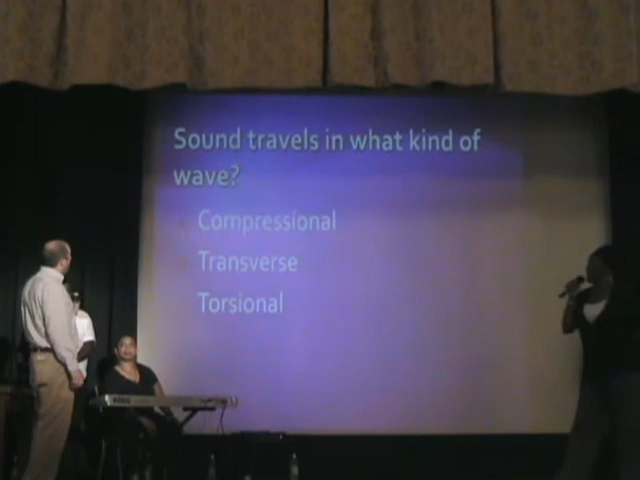 Sound travels in what kind of
wave?
Compressional
Transverse
Torsional